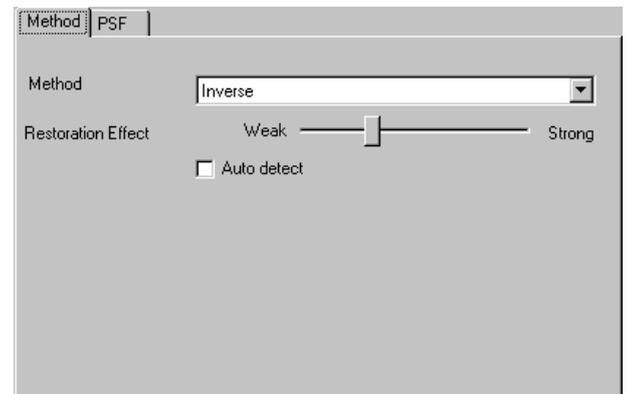 Method PSF
Method Inverse
Restoration Effect Weak Strong
Auto detect